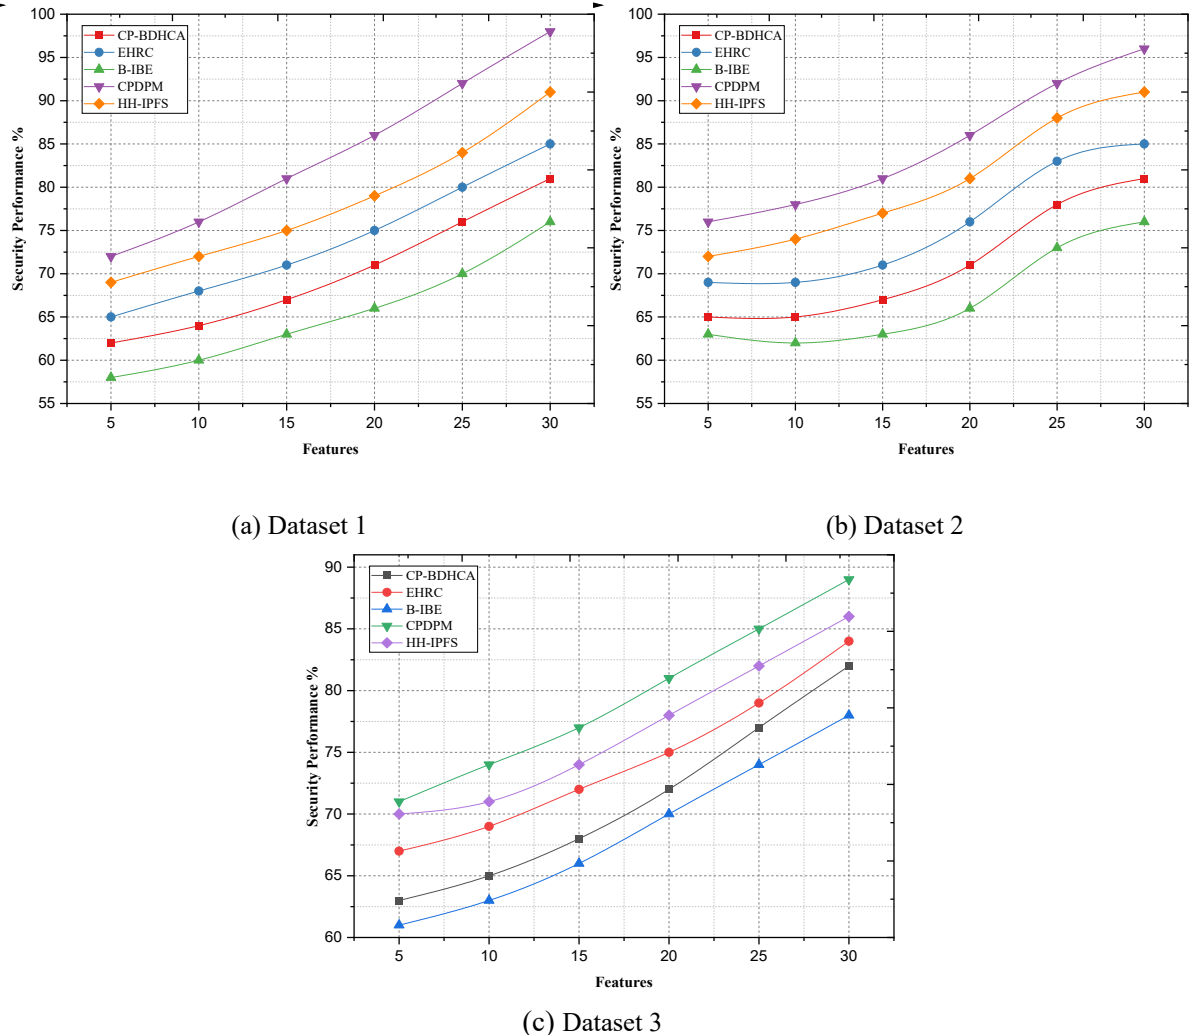 100
95
90
85
80
75
70
65
60
55
Security Performance %
CP-BDHCA
EHRC
B-IBE
CPDPM
HH-IPFS
5 10 15 20 25 30
Features
(a) Dataset 1
100
95
90
85
80
75
70
65
60
55
Security Performance %
CP-BDHCA
EHRC
B-IBE
CPDPM
HH-IPFS
5 10 15 20 25 30
Features
(b) Dataset 2
90
85
80
75
70
65
60
Security Performance %
CP-BDHCA
EHRC
B-IBE
CPDPM
HH-IPFS
5 10 15 20 25 30
Features
(c) Dataset 3